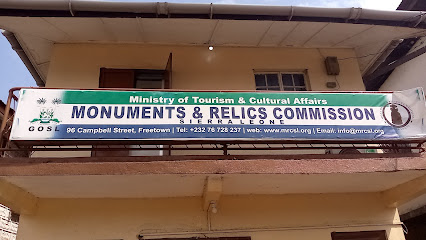 Ministry of Tourism & Cultural Affairs
MONUMENTS & RELICS COMMISSION
SIERRA LEONE
GOSL
96 Campbell Street, Freetown | Tel: +232 76 728 237 | web: www.mrcsl.org | Email: info@mrcsl.org